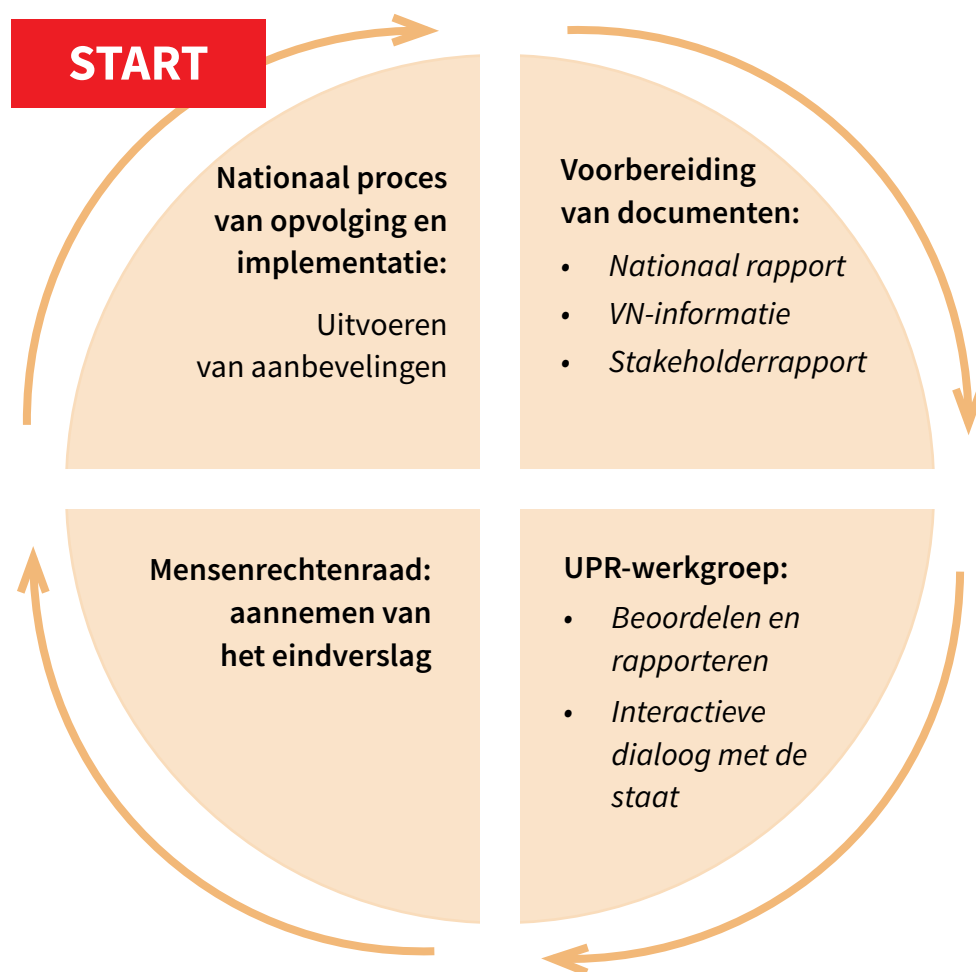 START
Nationaal proces
van opvolging en
implementatie:
Uitvoeren
van aanbevelingen
Voorbereiding
van documenten:
• Nationaal rapport
• VN-informatie
• Stakeholderrapport
UPR-werkgroep:
• Beoordelen en
rapporteren
• Interactieve
dialoog met de
staat
Mensenrechtenraad:
aannemen van
het eindverslag